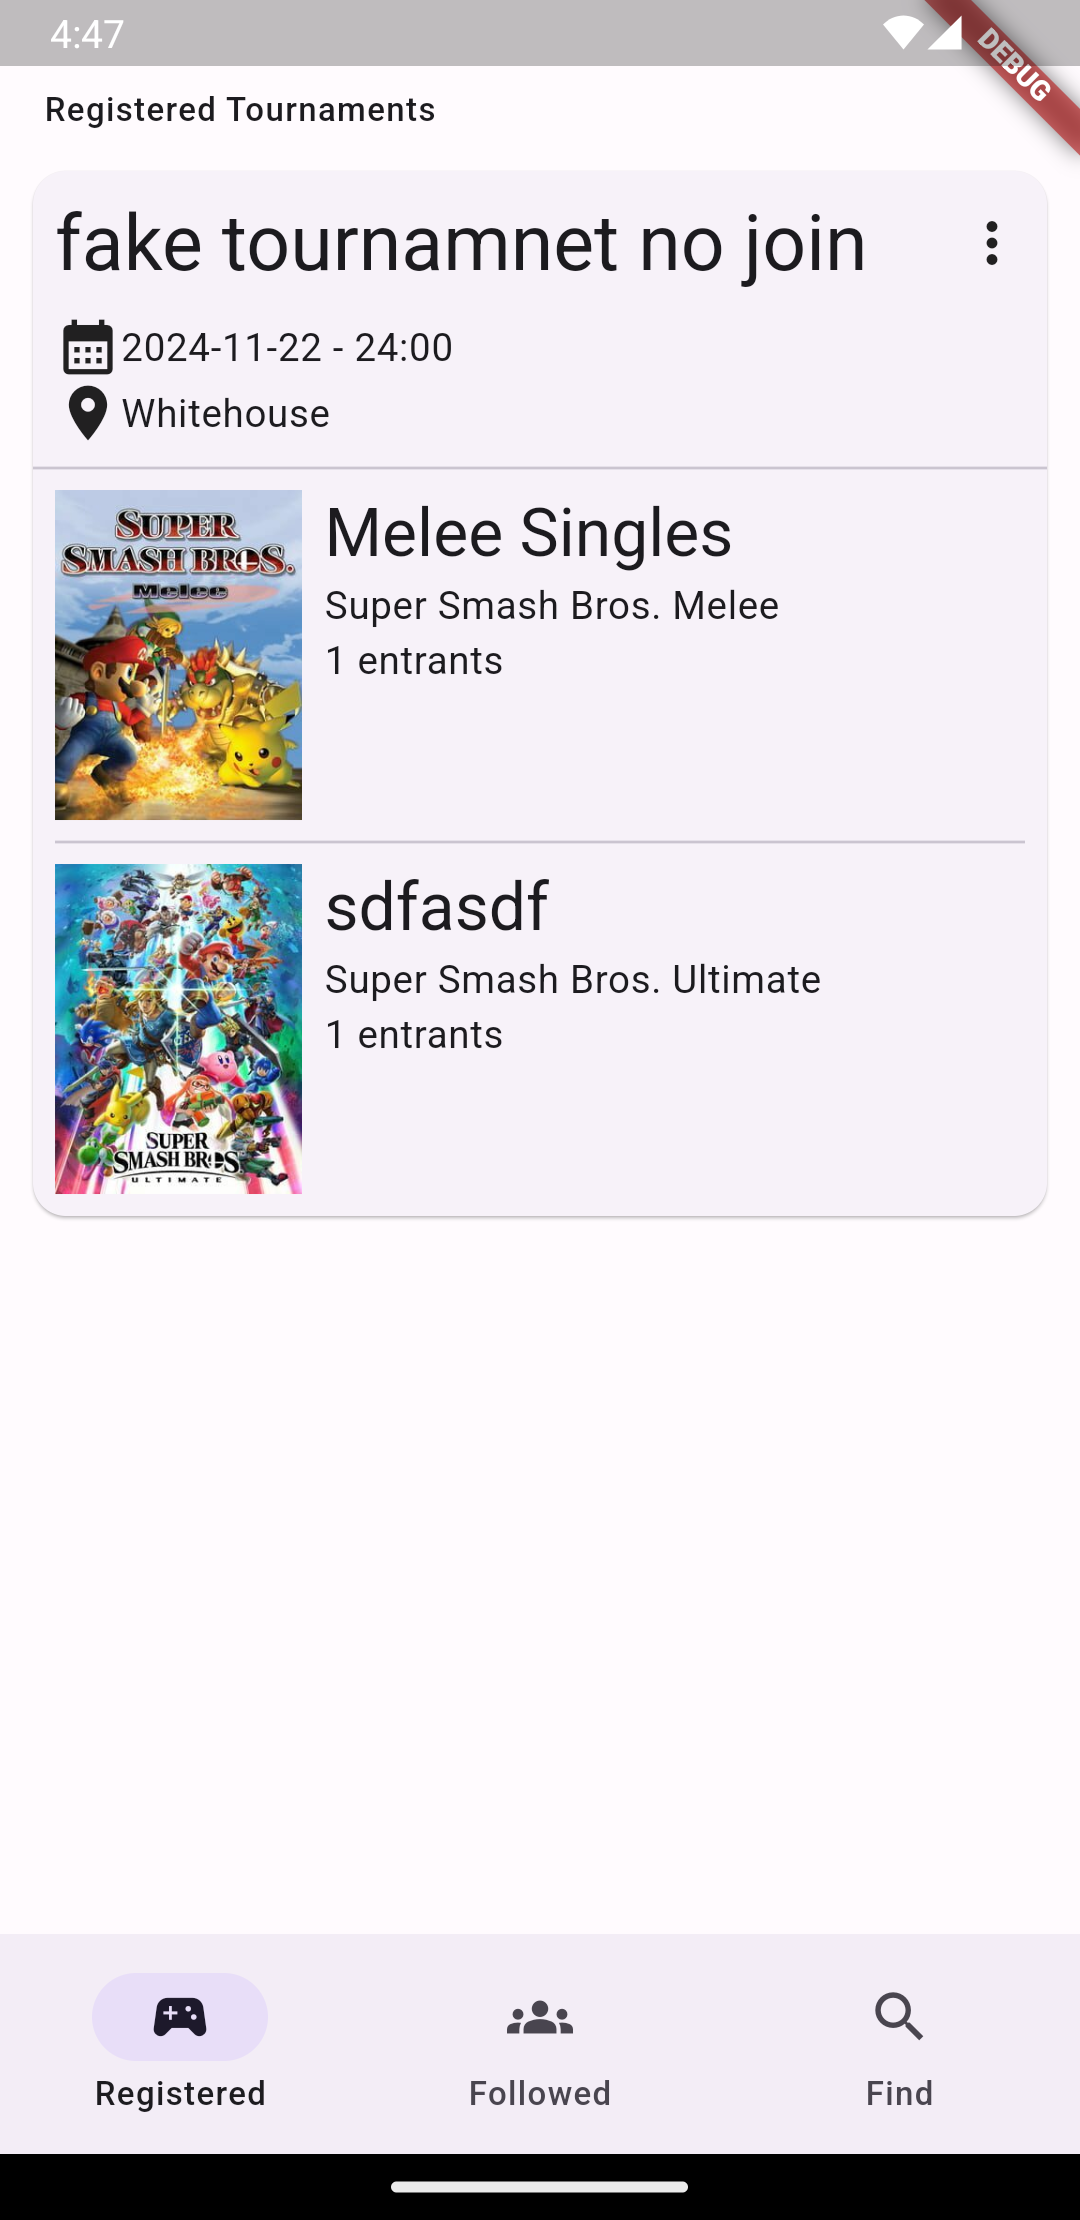 4:47
DEBUG
Registered Tournaments
fake tournamnet no join
2024-11-22 - 24:00
Whitehouse
SUPER
SMASH BROS.
Melee
Melee Singles
Super Smash Bros. Melee
1 entrants
SUPER
SMASH BROS.
ULTIMATE
sdfasdf
Super Smash Bros. Ultimate
1 entrants
Registered
Followed
Find